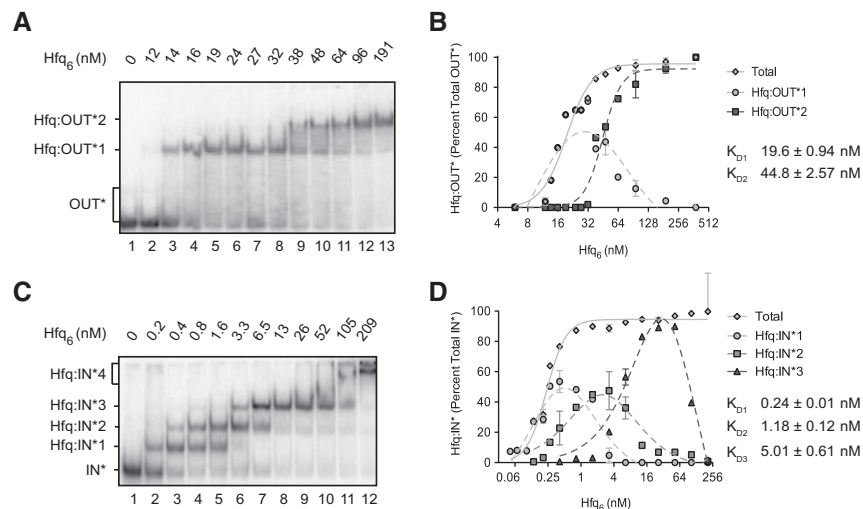 A
Hfq6 (nM) 0 12 14 16 19 24 27 32 38 48 64 96 191
Hfq:OUT*2
Hfq:OUT*1
OUT*
1 2 3 4 5 6 7 8 9 10 11 12 13
B
Hfq:OUT* (Percent Total OUT*)
100
80
60
40
20
0
4 8 16 32 64 128 256 512
Hfq6 (nM)
Total
Hfq:OUT*1
Hfq:OUT*2
KD1 19.6 ± 0.94 nM
KD2 44.8 ± 2.57 nM
C
Hfq6 (nM) 0 0.2 0.4 0.8 1.6 3.3 6.5 13 26 52 105 209
Hfq:IN*4
Hfq:IN*3
Hfq:IN*2
Hfq:IN*1
IN*
1 2 3 4 5 6 7 8 9 10 11 12
D
Hfq:IN* (Percent Total IN*)
100
80
60
40
20
0
0.06 0.25 1 4 16 64 256
Hfq6 (nM)
Total
Hfq:IN*1
Hfq:IN*2
Hfq:IN*3
KD1 0.24 ± 0.01 nM
KD2 1.18 ± 0.12 nM
KD3 5.01 ± 0.61 nM